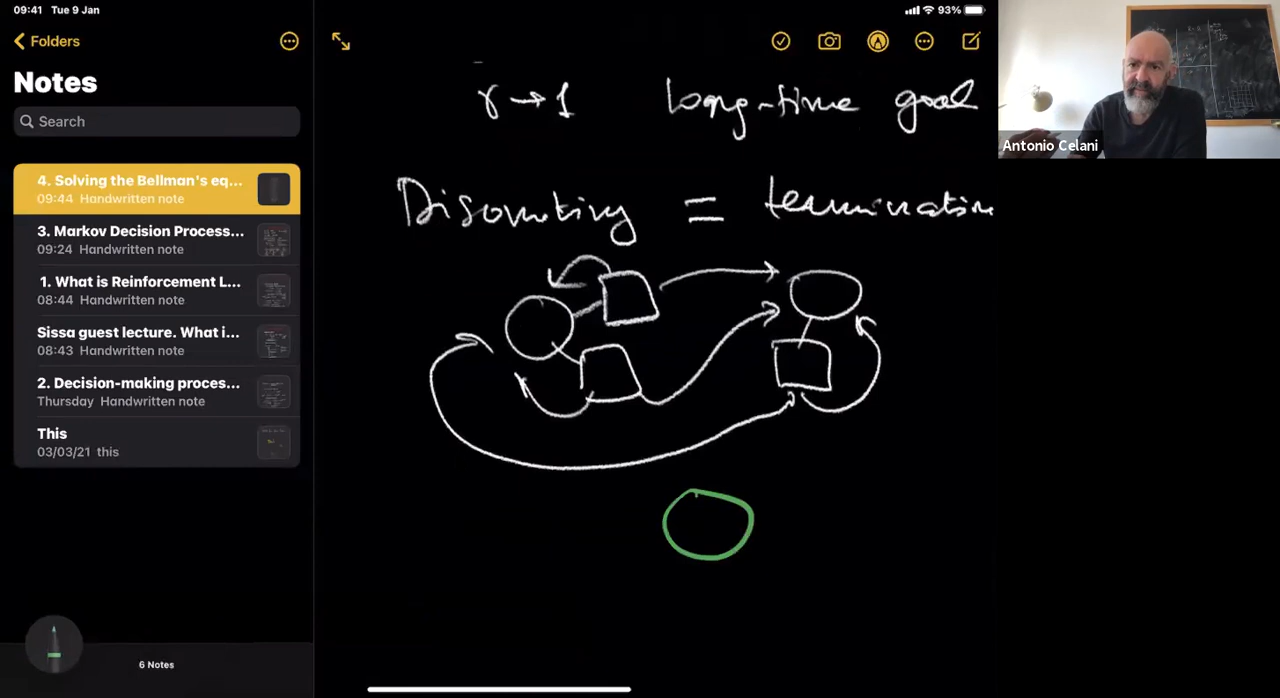 09:41 Tue 9 Jan
93%
Folders
Notes
Search
4. Solving the Bellman's eq...
09:44 Handwritten note
3. Markov Decision Process...
09:24 Handwritten note
1. What is Reinforcement L...
08:44 Handwritten note
Sissa guest lecture. What i...
08:43 Handwritten note
2. Decision-making proces...
Thursday Handwritten note
This
03/03/21 this
6 Notes
γ → 1 long-time goal
Discounting = termination
Antonio Celani